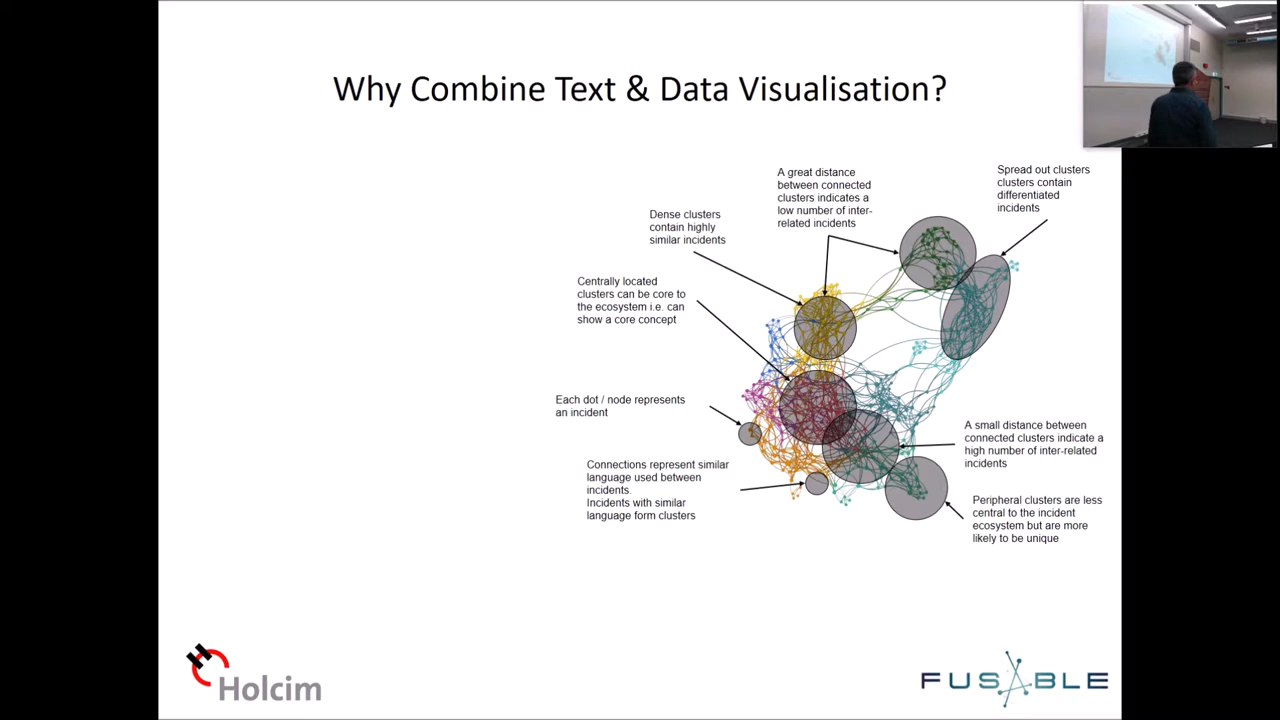 Why Combine Text & Data Visualisation?
A great distance
between connected
clusters indicates a
low number of inter-
related incidents
Spread out clusters
clusters contain
differentiated
incidents
Dense clusters
contain highly
similar incidents
Centrally located
clusters can be core to
the ecosystem i.e. can
show a core concept
Each dot / node represents
an incident
A small distance between
connected clusters indicate a
high number of inter-related
incidents
Connections represent similar
language used between
incidents.
Incidents with similar
language form clusters
Peripheral clusters are less
central to the incident
ecosystem but are more
likely to be unique
Holcim
FUSABLE